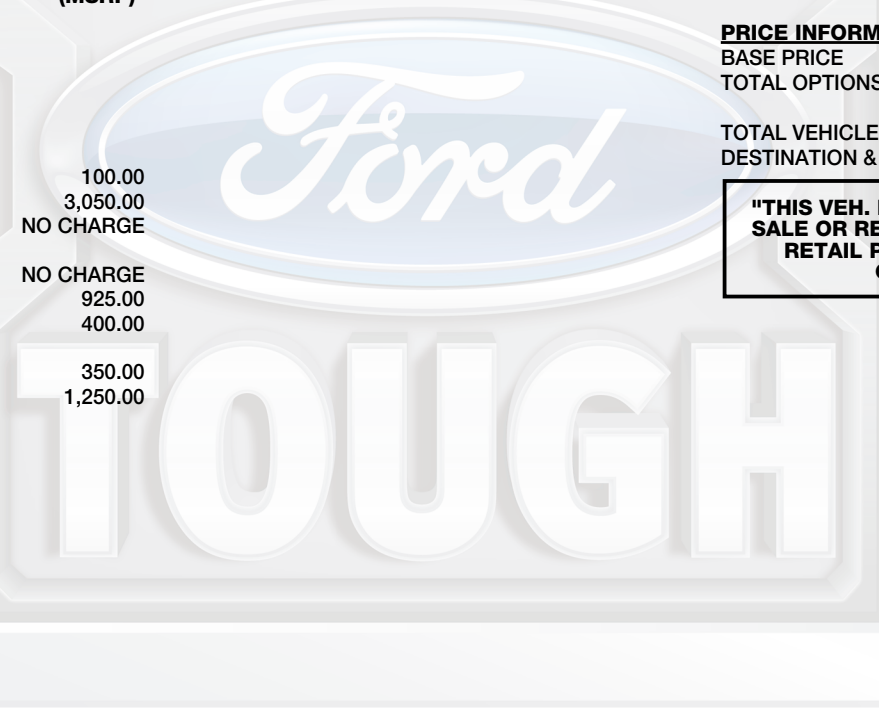 (MSRP)
100.00
3,050.00
NO CHARGE
NO CHARGE
925.00
400.00
350.00
1,250.00
PRICE INFORM
BASE PRICE
TOTAL OPTIONS
TOTAL VEHICLE
DESTINATION &
"THIS VEH.
SALE OR RE
RETAIL
Ford
TOUGH